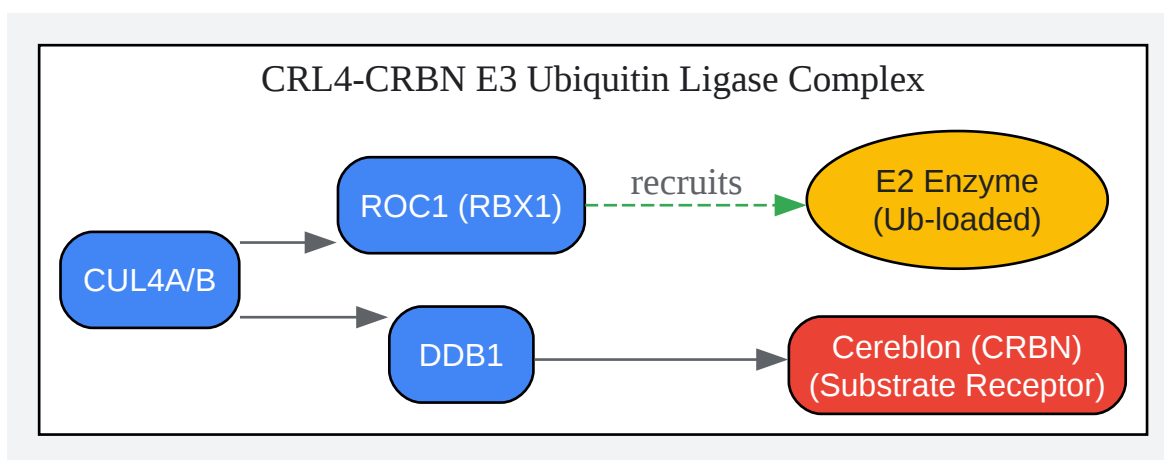 CRL4-CRBN E3 Ubiquitin Ligase Complex
CUL4A/B
ROC1 (RBX1)
recruits
E2 Enzyme
(Ub-loaded)
DDB1
Cereblon (CRBN)
(Substrate Receptor)